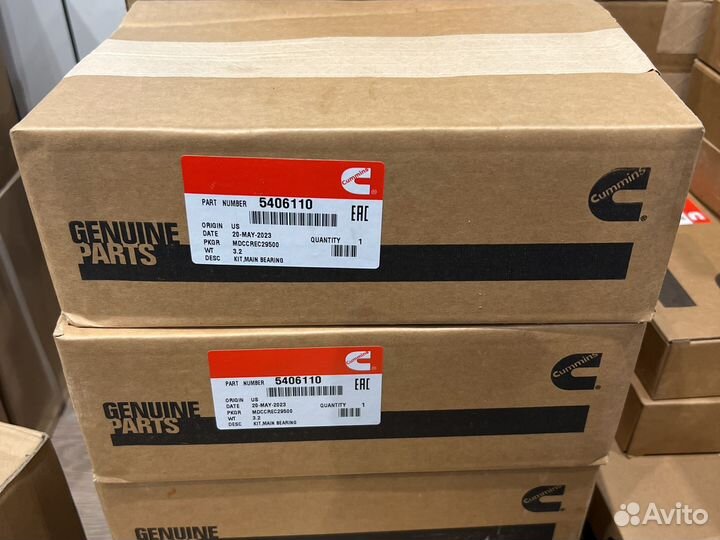 Cummins
PART NUMBER 5406110
EAC
ORIGIN US
DATE 20-MAY-2023
PKGR MDCCREC29500 QUANTITY 1
WT 3.2
DESC KIT,MAIN BEARING
Cummins
GENUINE
PARTS
Cummins
PART NUMBER 5406110
EAC
ORIGIN US
DATE 20-MAY-2023
PKGR MDCCREC29500 QUANTITY 1
WT 3.2
DESC KIT,MAIN BEARING
Cummins
GENUINE
PARTS
Cummins
GENUINE
Avito